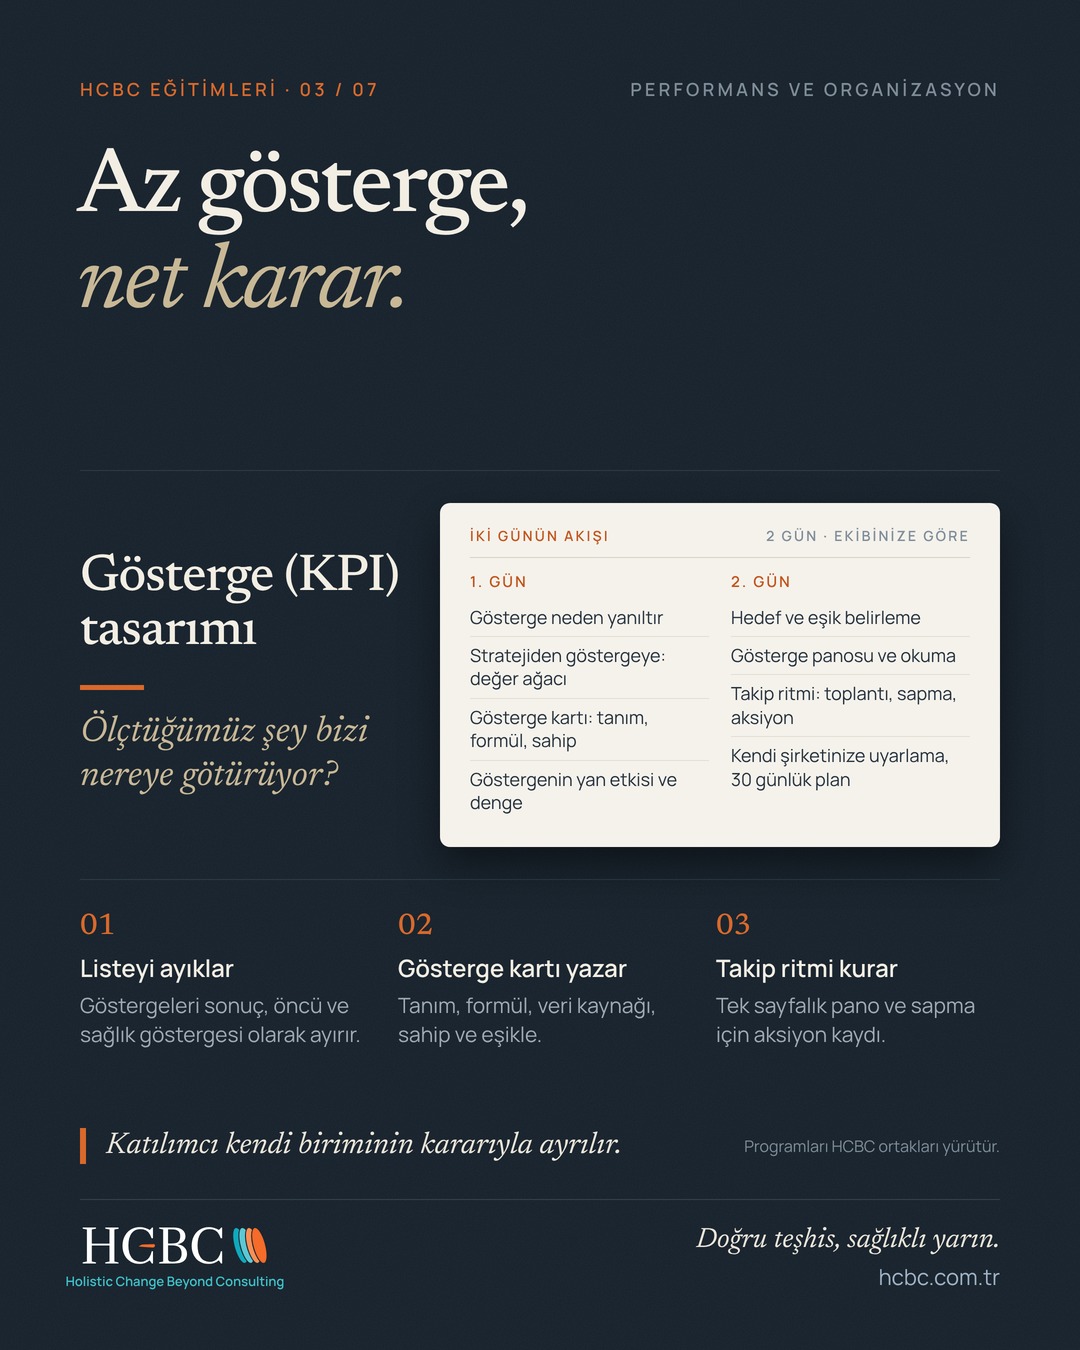 HCBC EĞİTİMLERİ · 03 / 07
PERFORMANS VE ORGANİZASYON
Az gösterge,
net karar.
Gösterge (KPI)
tasarımı
Ölçtüğümüz şey bizi
nereye götürüyor?
İKİ GÜNÜN AKIŞI
2 GÜN · EKİBİNİZE GÖRE
1. GÜN
Gösterge neden yanıltır
Stratejiden göstergeye:
değer ağacı
Gösterge kartı: tanım,
formül, sahip
Göstergenin yan etkisi ve
denge
2. GÜN
Hedef ve eşik belirleme
Gösterge panosu ve okuma
Takip ritmi: toplantı, sapma,
aksiyon
Kendi şirketinize uyarlama,
30 günlük plan
01
Listeyi ayıklar
Göstergeleri sonuç, öncü ve
sağlık göstergesi olarak ayırır.
02
Gösterge kartı yazar
Tanım, formül, veri kaynağı,
sahip ve eşikle.
03
Takip ritmi kurar
Tek sayfalık pano ve sapma
için aksiyon kaydı.
Katılımcı kendi biriminin kararıyla ayrılır.
Programları HCBC ortakları yürütür.
HCBC
Holistic Change Beyond Consulting
Doğru teşhis, sağlıklı yarın.
hcbc.com.tr